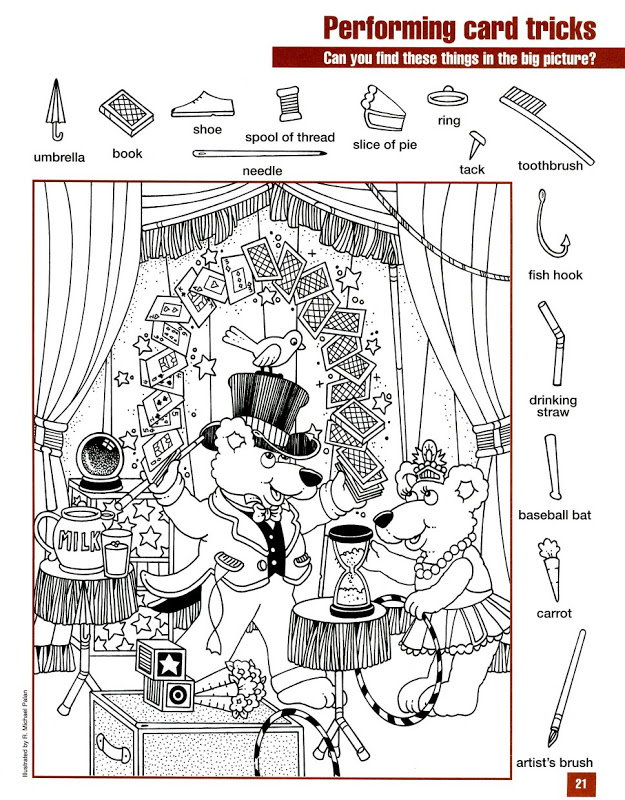 Performing card tricks
Can you find these things in the big picture?
umbrella
book
shoe
spool of thread
needle
slice of pie
ring
tack
toothbrush
fish hook
drinking
straw
baseball bat
carrot
artist's brush
MILK
Illustrated by R. Michael Palan
21